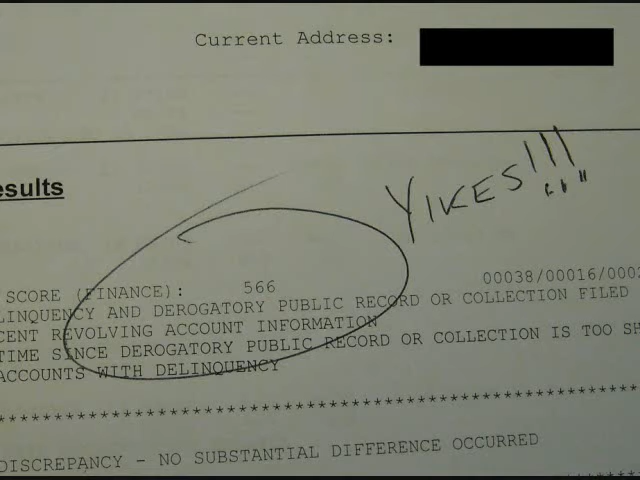 Current Address:
YIKES!!!
esults
SCORE (FINANCE): 566 00038/00016/000
LINQUENCY AND DEROGATORY PUBLIC RECORD OR COLLECTION FILED
CENT REVOLVING ACCOUNT INFORMATION
TIME SINCE DEROGATORY PUBLIC RECORD OR COLLECTION IS TOO SH
ACCOUNTS WITH DELINQUENCY
*******************************************************
DISCREPANCY - NO SUBSTANTIAL DIFFERENCE OCCURRED